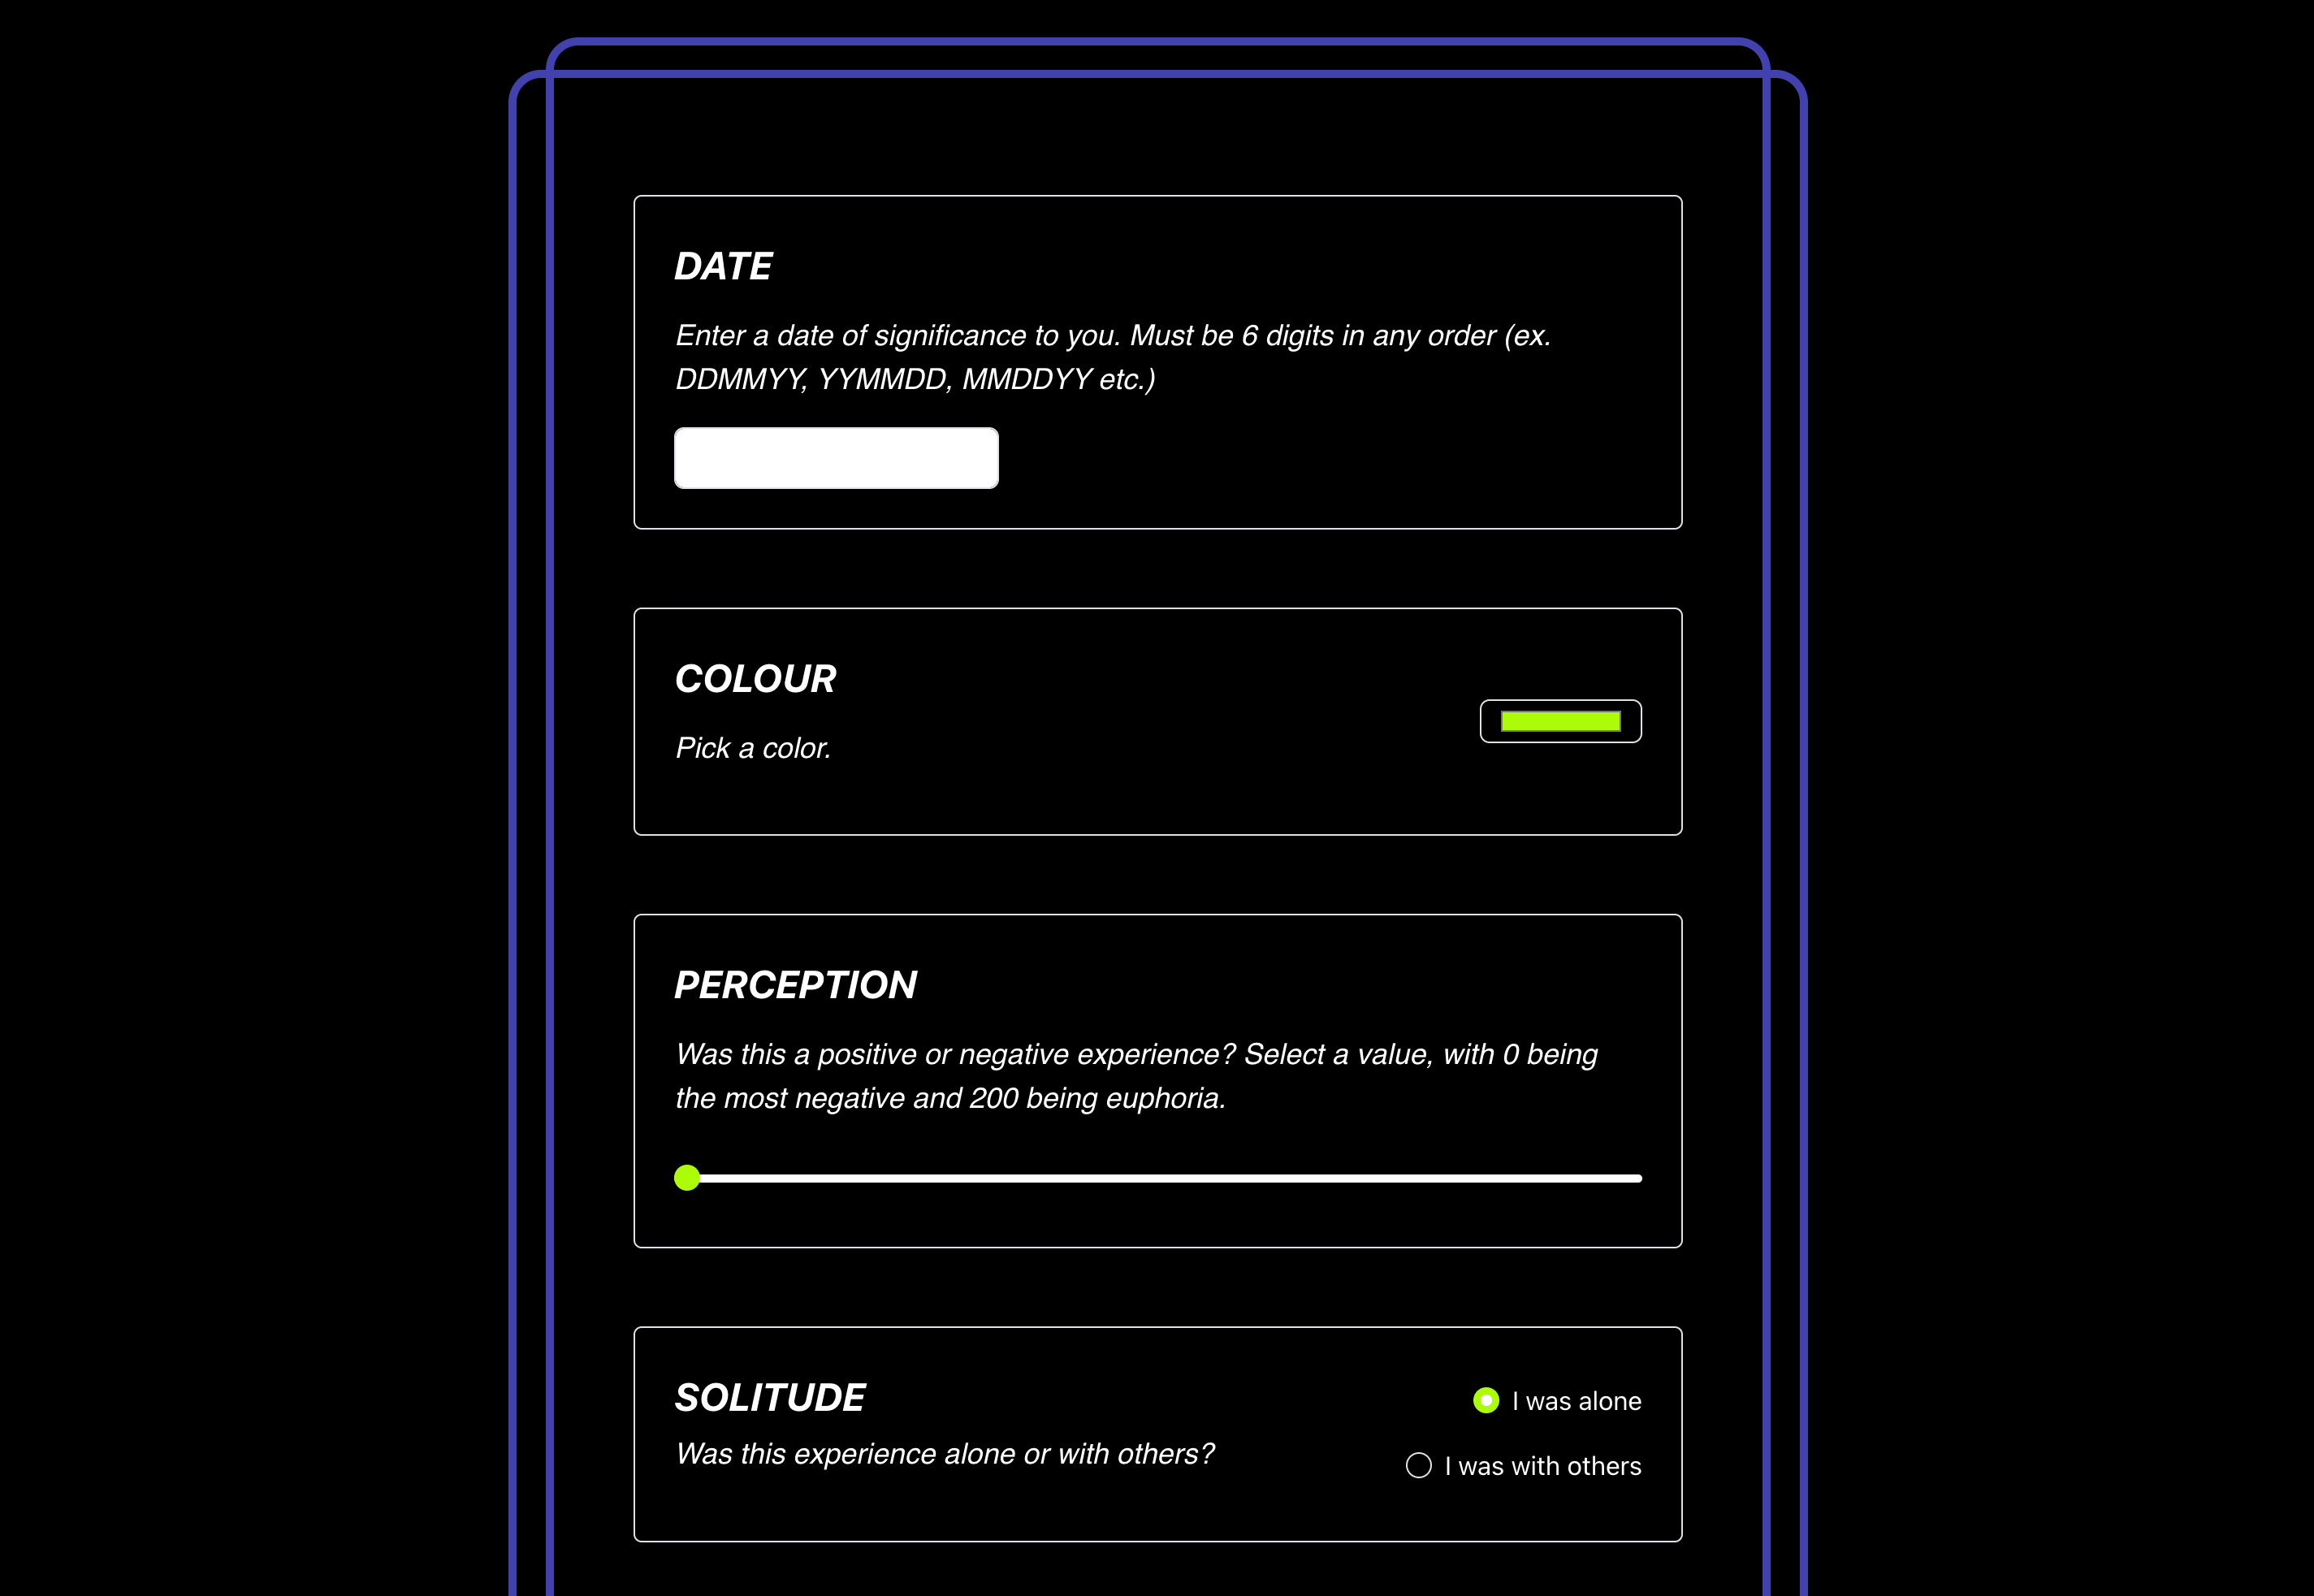 DATE
Enter a date of significance to you. Must be 6 digits in any order (ex.
DDMMYY, YYMMDD, MMDDYY etc.)
COLOUR
Pick a color.
PERCEPTION
Was this a positive or negative experience? Select a value, with 0 being
the most negative and 200 being euphoria.
SOLITUDE
Was this experience alone or with others?
I was alone
I was with others